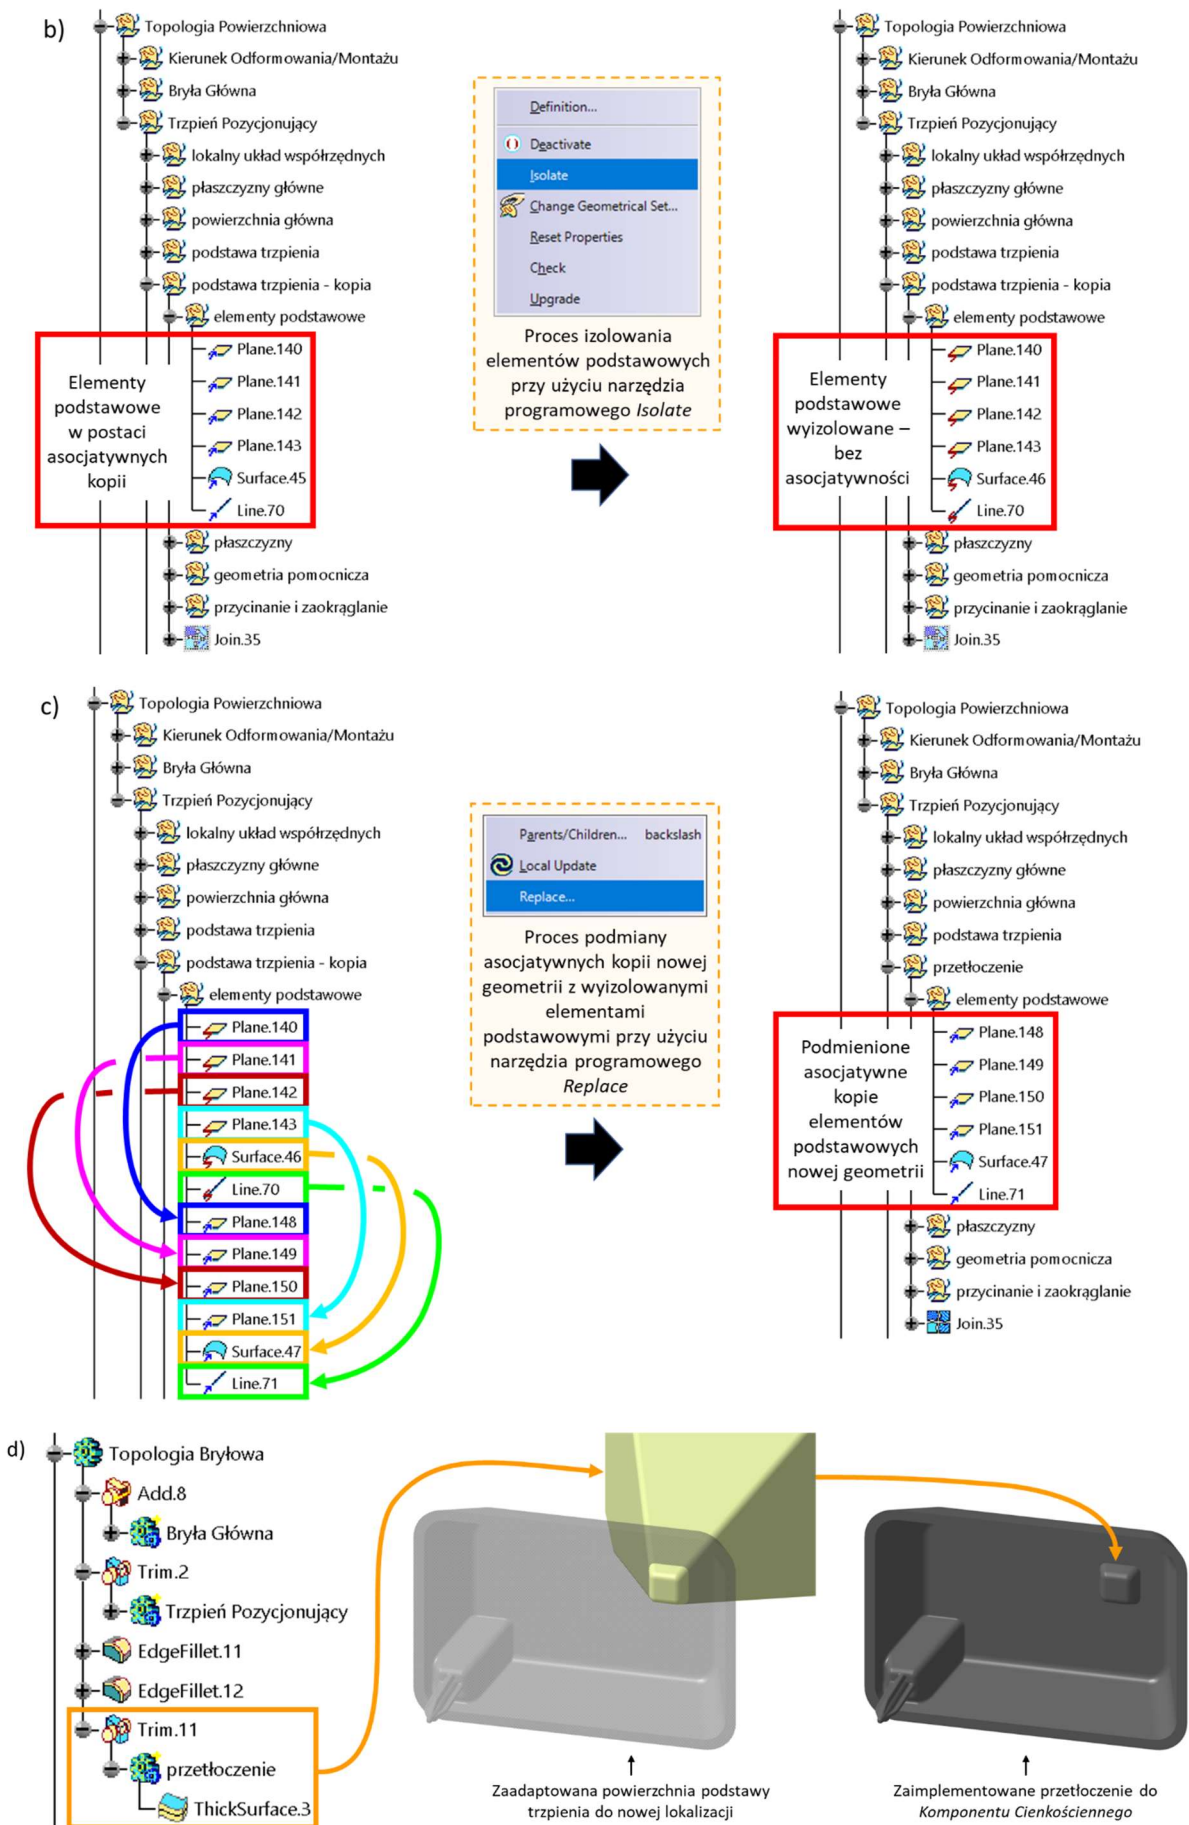 b)
Topologia Powierzchniowa
Kierunek Odformowania/Montażu
Bryła Główna
Trzpień Pozycjonujący
lokalny układ współrzędnych
płaszczyzny główne
powierzchnia główna
podstawa trzpienia
podstawa trzpienia - kopia
elementy podstawowe
Plane.140
Plane.141
Plane.142
Plane.143
Surface.45
Line.70
płaszczyzny
geometria pomocnicza
przycinanie i zaokrąglanie
Join.35
Elementy
podstawowe
w postaci
asocjatywnych
kopii
Definition...
Deactivate
Isolate
Change Geometrical Set...
Reset Properties
Check
Upgrade
Proces izolowania
elementów podstawowych
przy użyciu narzędzia
programowego Isolate
Topologia Powierzchniowa
Kierunek Odformowania/Montażu
Bryła Główna
Trzpień Pozycjonujący
lokalny układ współrzędnych
płaszczyzny główne
powierzchnia główna
podstawa trzpienia
podstawa trzpienia - kopia
elementy podstawowe
Plane.140
Plane.141
Plane.142
Plane.143
Surface.46
Line.70
płaszczyzny
geometria pomocnicza
przycinanie i zaokrąglanie
Join.35
Elementy
podstawowe
wyizolowane –
bez
asocjatywności
c)
Topologia Powierzchniowa
Kierunek Odformowania/Montażu
Bryła Główna
Trzpień Pozycjonujący
lokalny układ współrzędnych
płaszczyzny główne
powierzchnia główna
podstawa trzpienia
podstawa trzpienia - kopia
elementy podstawowe
Plane.140
Plane.141
Plane.142
Plane.143
Surface.46
Line.70
Plane.148
Plane.149
Plane.150
Plane.151
Surface.47
Line.71
Parents/Children... backslash
Local Update
Replace...
Proces podmiany
asocjatywnych kopii nowej
geometrii z wyizolowanymi
elementami
podstawowymi przy użyciu
narzędzia programowego
Replace
Topologia Powierzchniowa
Kierunek Odformowania/Montażu
Bryła Główna
Trzpień Pozycjonujący
lokalny układ współrzędnych
płaszczyzny główne
powierzchnia główna
podstawa trzpienia
przetłoczenie
elementy podstawowe
Plane.148
Plane.149
Plane.150
Plane.151
Surface.47
Line.71
płaszczyzny
geometria pomocnicza
przycinanie i zaokrąglanie
Join.35
Podmienione
asocjatywne
kopie
elementów
podstawowych
nowej geometrii
d)
Topologia Bryłowa
Add.8
Bryła Główna
Trim.2
Trzpień Pozycjonujący
EdgeFillet.11
EdgeFillet.12
Trim.11
przetłoczenie
ThickSurface.3
Zaadaptowana powierzchnia podstawy
trzpienia do nowej lokalizacji
Zaimplementowane przetłoczenie do
Komponentu Cienkościennego